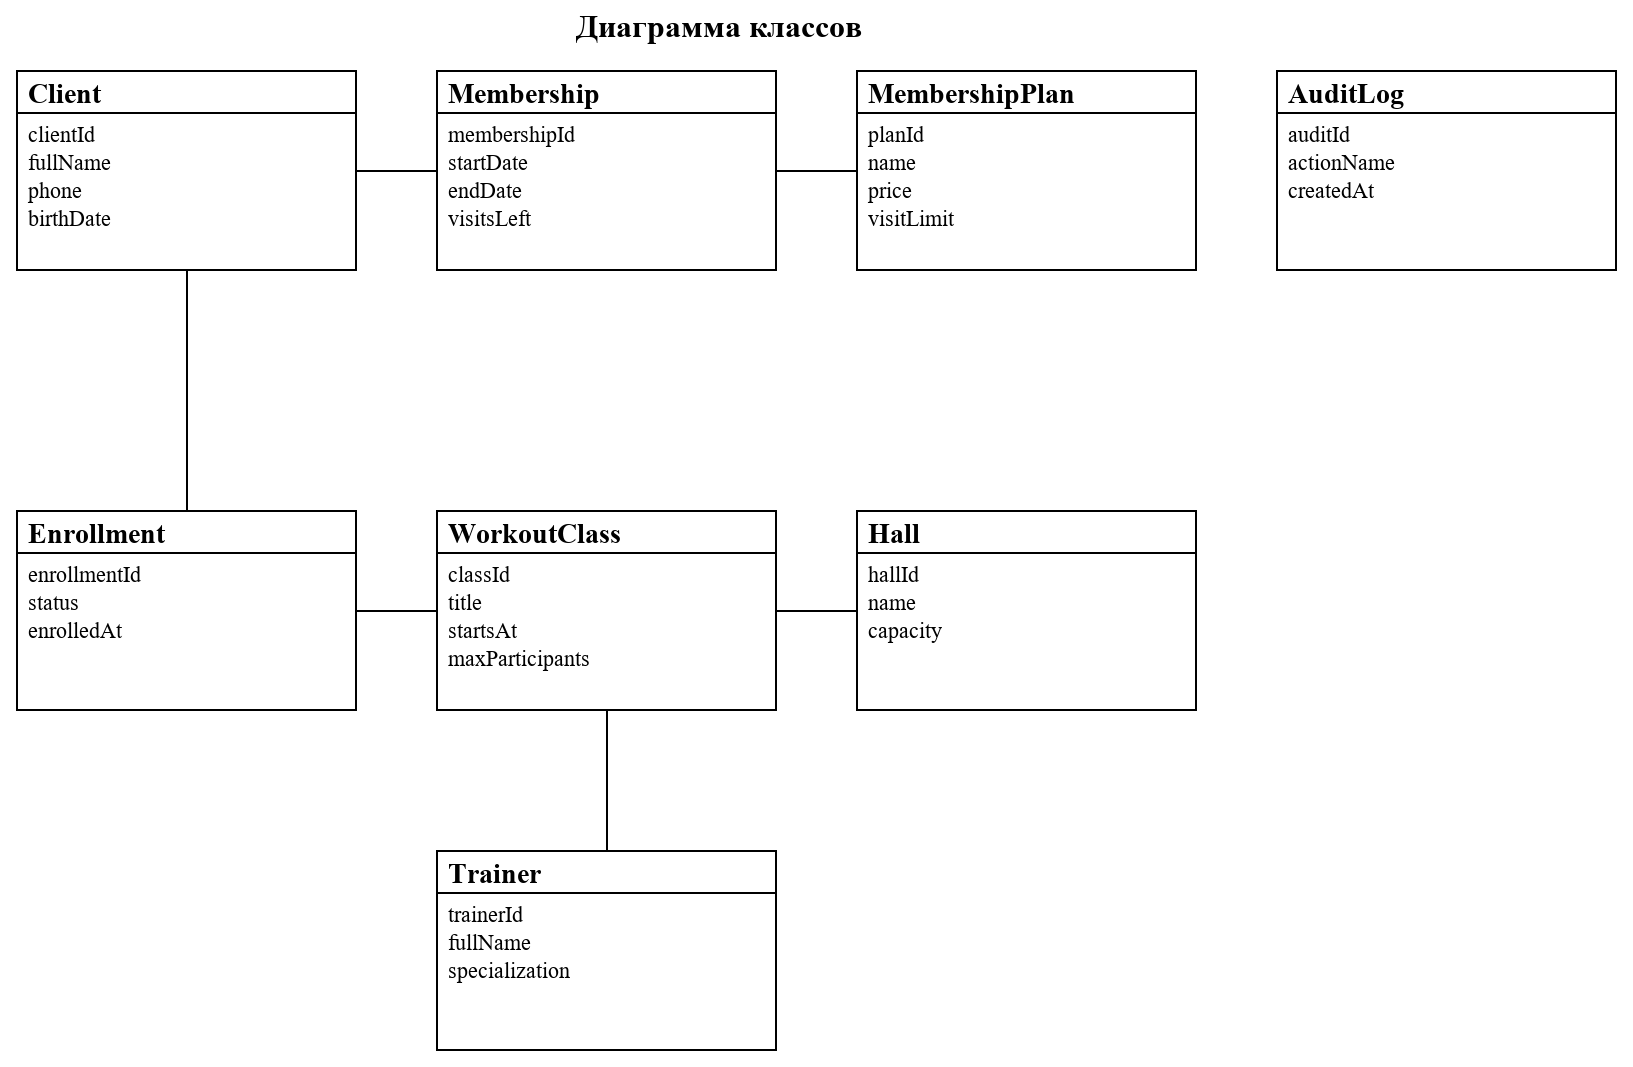 Диаграмма классов
Client
clientId
fullName
phone
birthDate
Membership
membershipId
startDate
endDate
visitsLeft
MembershipPlan
planId
name
price
visitLimit
AuditLog
auditId
actionName
createdAt
Enrollment
enrollmentId
status
enrolledAt
WorkoutClass
classId
title
startsAt
maxParticipants
Hall
hallId
name
capacity
Trainer
trainerId
fullName
specialization